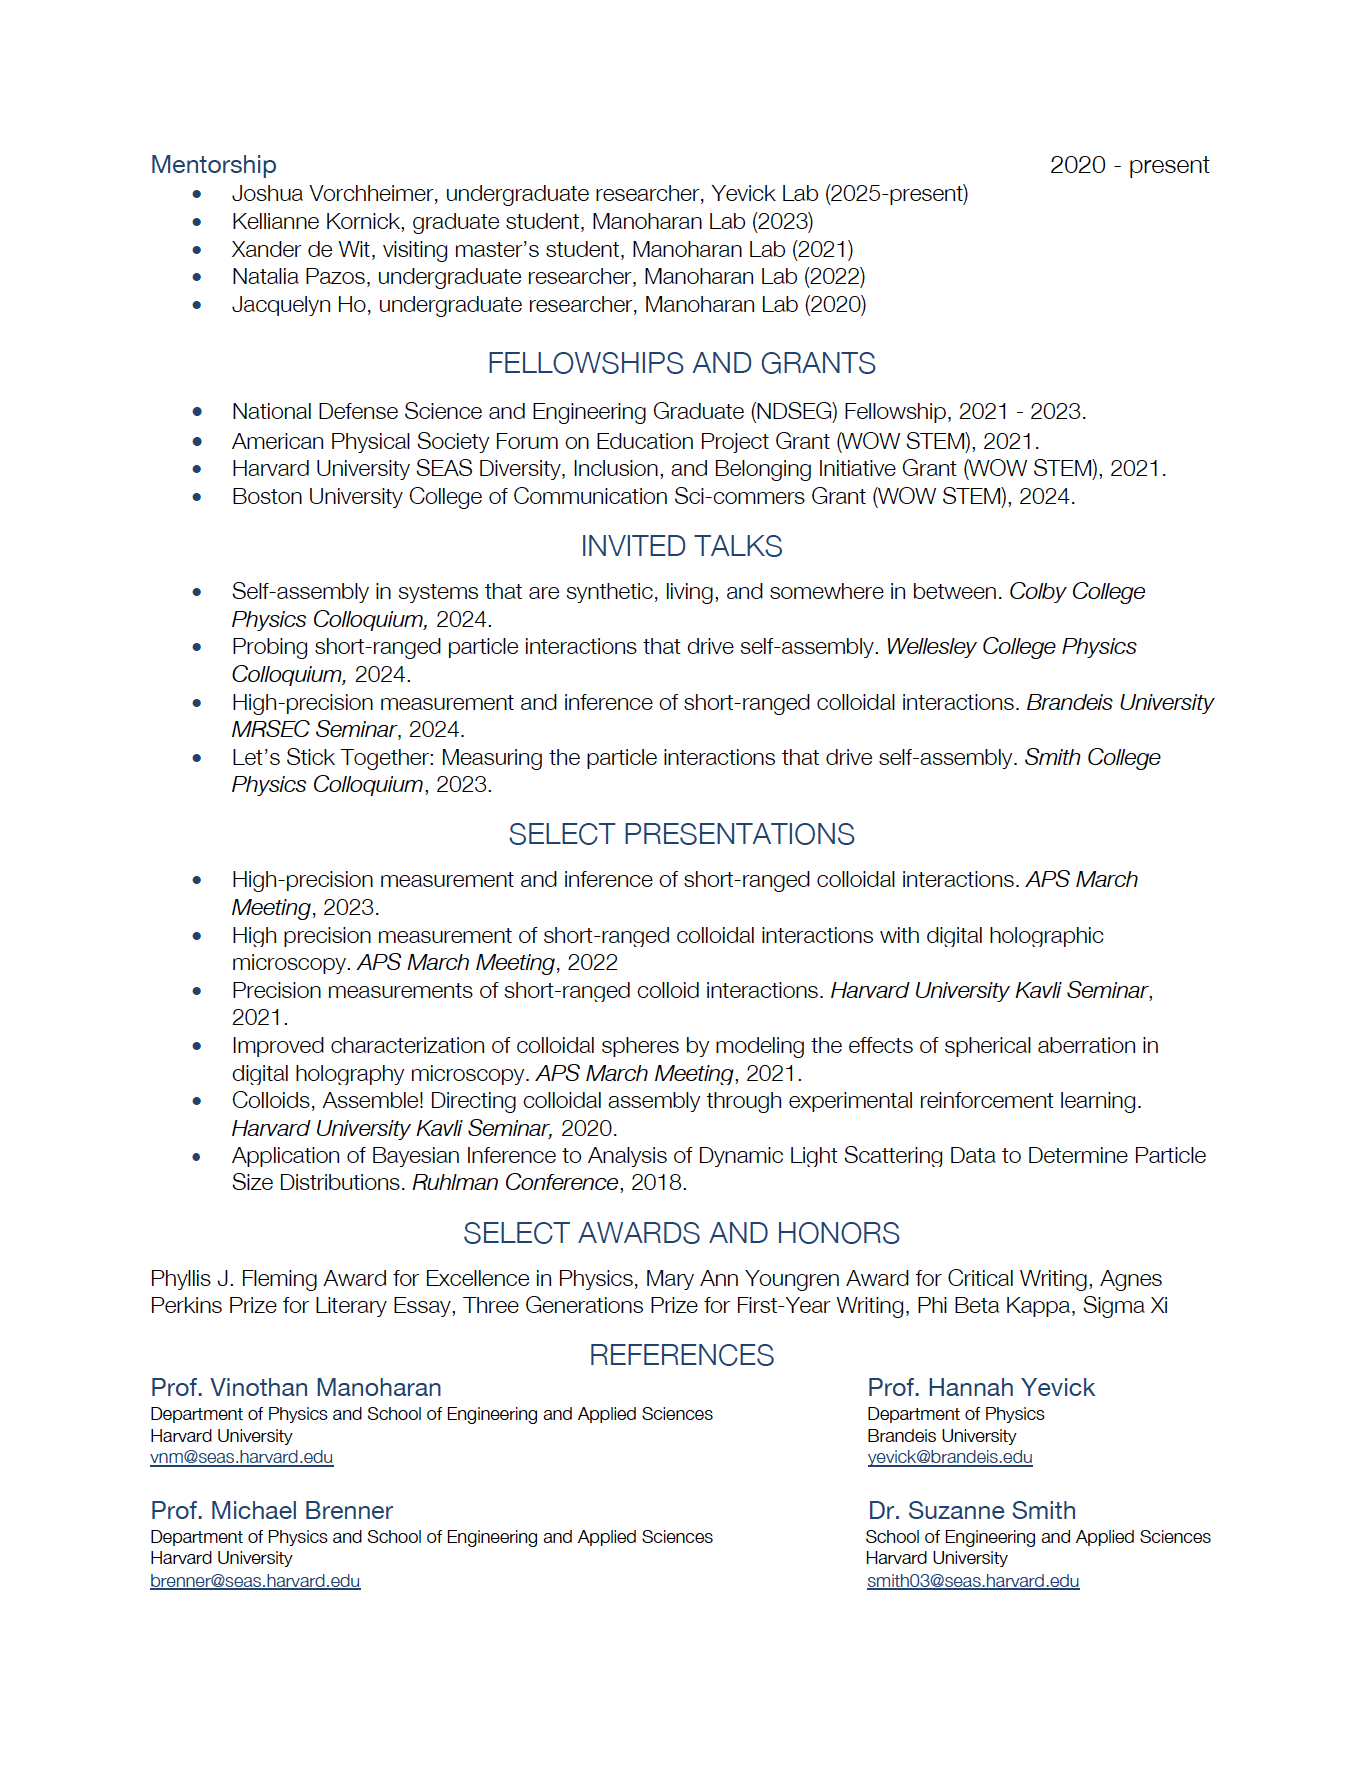 Mentorship 2020 - present
• Joshua Vorchheimer, undergraduate researcher, Yevick Lab (2025-present)
• Kellianne Kornick, graduate student, Manoharan Lab (2023)
• Xander de Wit, visiting master’s student, Manoharan Lab (2021)
• Natalia Pazos, undergraduate researcher, Manoharan Lab (2022)
• Jacquelyn Ho, undergraduate researcher, Manoharan Lab (2020)
FELLOWSHIPS AND GRANTS
• National Defense Science and Engineering Graduate (NDSEG) Fellowship, 2021 - 2023.
• American Physical Society Forum on Education Project Grant (WOW STEM), 2021.
• Harvard University SEAS Diversity, Inclusion, and Belonging Initiative Grant (WOW STEM), 2021.
• Boston University College of Communication Sci-commers Grant (WOW STEM), 2024.
INVITED TALKS
• Self-assembly in systems that are synthetic, living, and somewhere in between. Colby College
Physics Colloquium, 2024.
• Probing short-ranged particle interactions that drive self-assembly. Wellesley College Physics
Colloquium, 2024.
• High-precision measurement and inference of short-ranged colloidal interactions. Brandeis University
MRSEC Seminar, 2024.
• Let’s Stick Together: Measuring the particle interactions that drive self-assembly. Smith College
Physics Colloquium, 2023.
SELECT PRESENTATIONS
• High-precision measurement and inference of short-ranged colloidal interactions. APS March
Meeting, 2023.
• High precision measurement of short-ranged colloidal interactions with digital holographic
microscopy. APS March Meeting, 2022
• Precision measurements of short-ranged colloid interactions. Harvard University Kavli Seminar,
2021.
• Improved characterization of colloidal spheres by modeling the effects of spherical aberration in
digital holography microscopy. APS March Meeting, 2021.
• Colloids, Assemble! Directing colloidal assembly through experimental reinforcement learning.
Harvard University Kavli Seminar, 2020.
• Application of Bayesian Inference to Analysis of Dynamic Light Scattering Data to Determine Particle
Size Distributions. Ruhlman Conference, 2018.
SELECT AWARDS AND HONORS
Phyllis J. Fleming Award for Excellence in Physics, Mary Ann Youngren Award for Critical Writing, Agnes
Perkins Prize for Literary Essay, Three Generations Prize for First-Year Writing, Phi Beta Kappa, Sigma Xi
REFERENCES
Prof. Vinothan Manoharan
Department of Physics and School of Engineering and Applied Sciences
Harvard University
vnm@seas.harvard.edu
Prof. Hannah Yevick
Department of Physics
Brandeis University
yevick@brandeis.edu
Prof. Michael Brenner
Department of Physics and School of Engineering and Applied Sciences
Harvard University
brenner@seas.harvard.edu
Dr. Suzanne Smith
School of Engineering and Applied Sciences
Harvard University
smith03@seas.harvard.edu